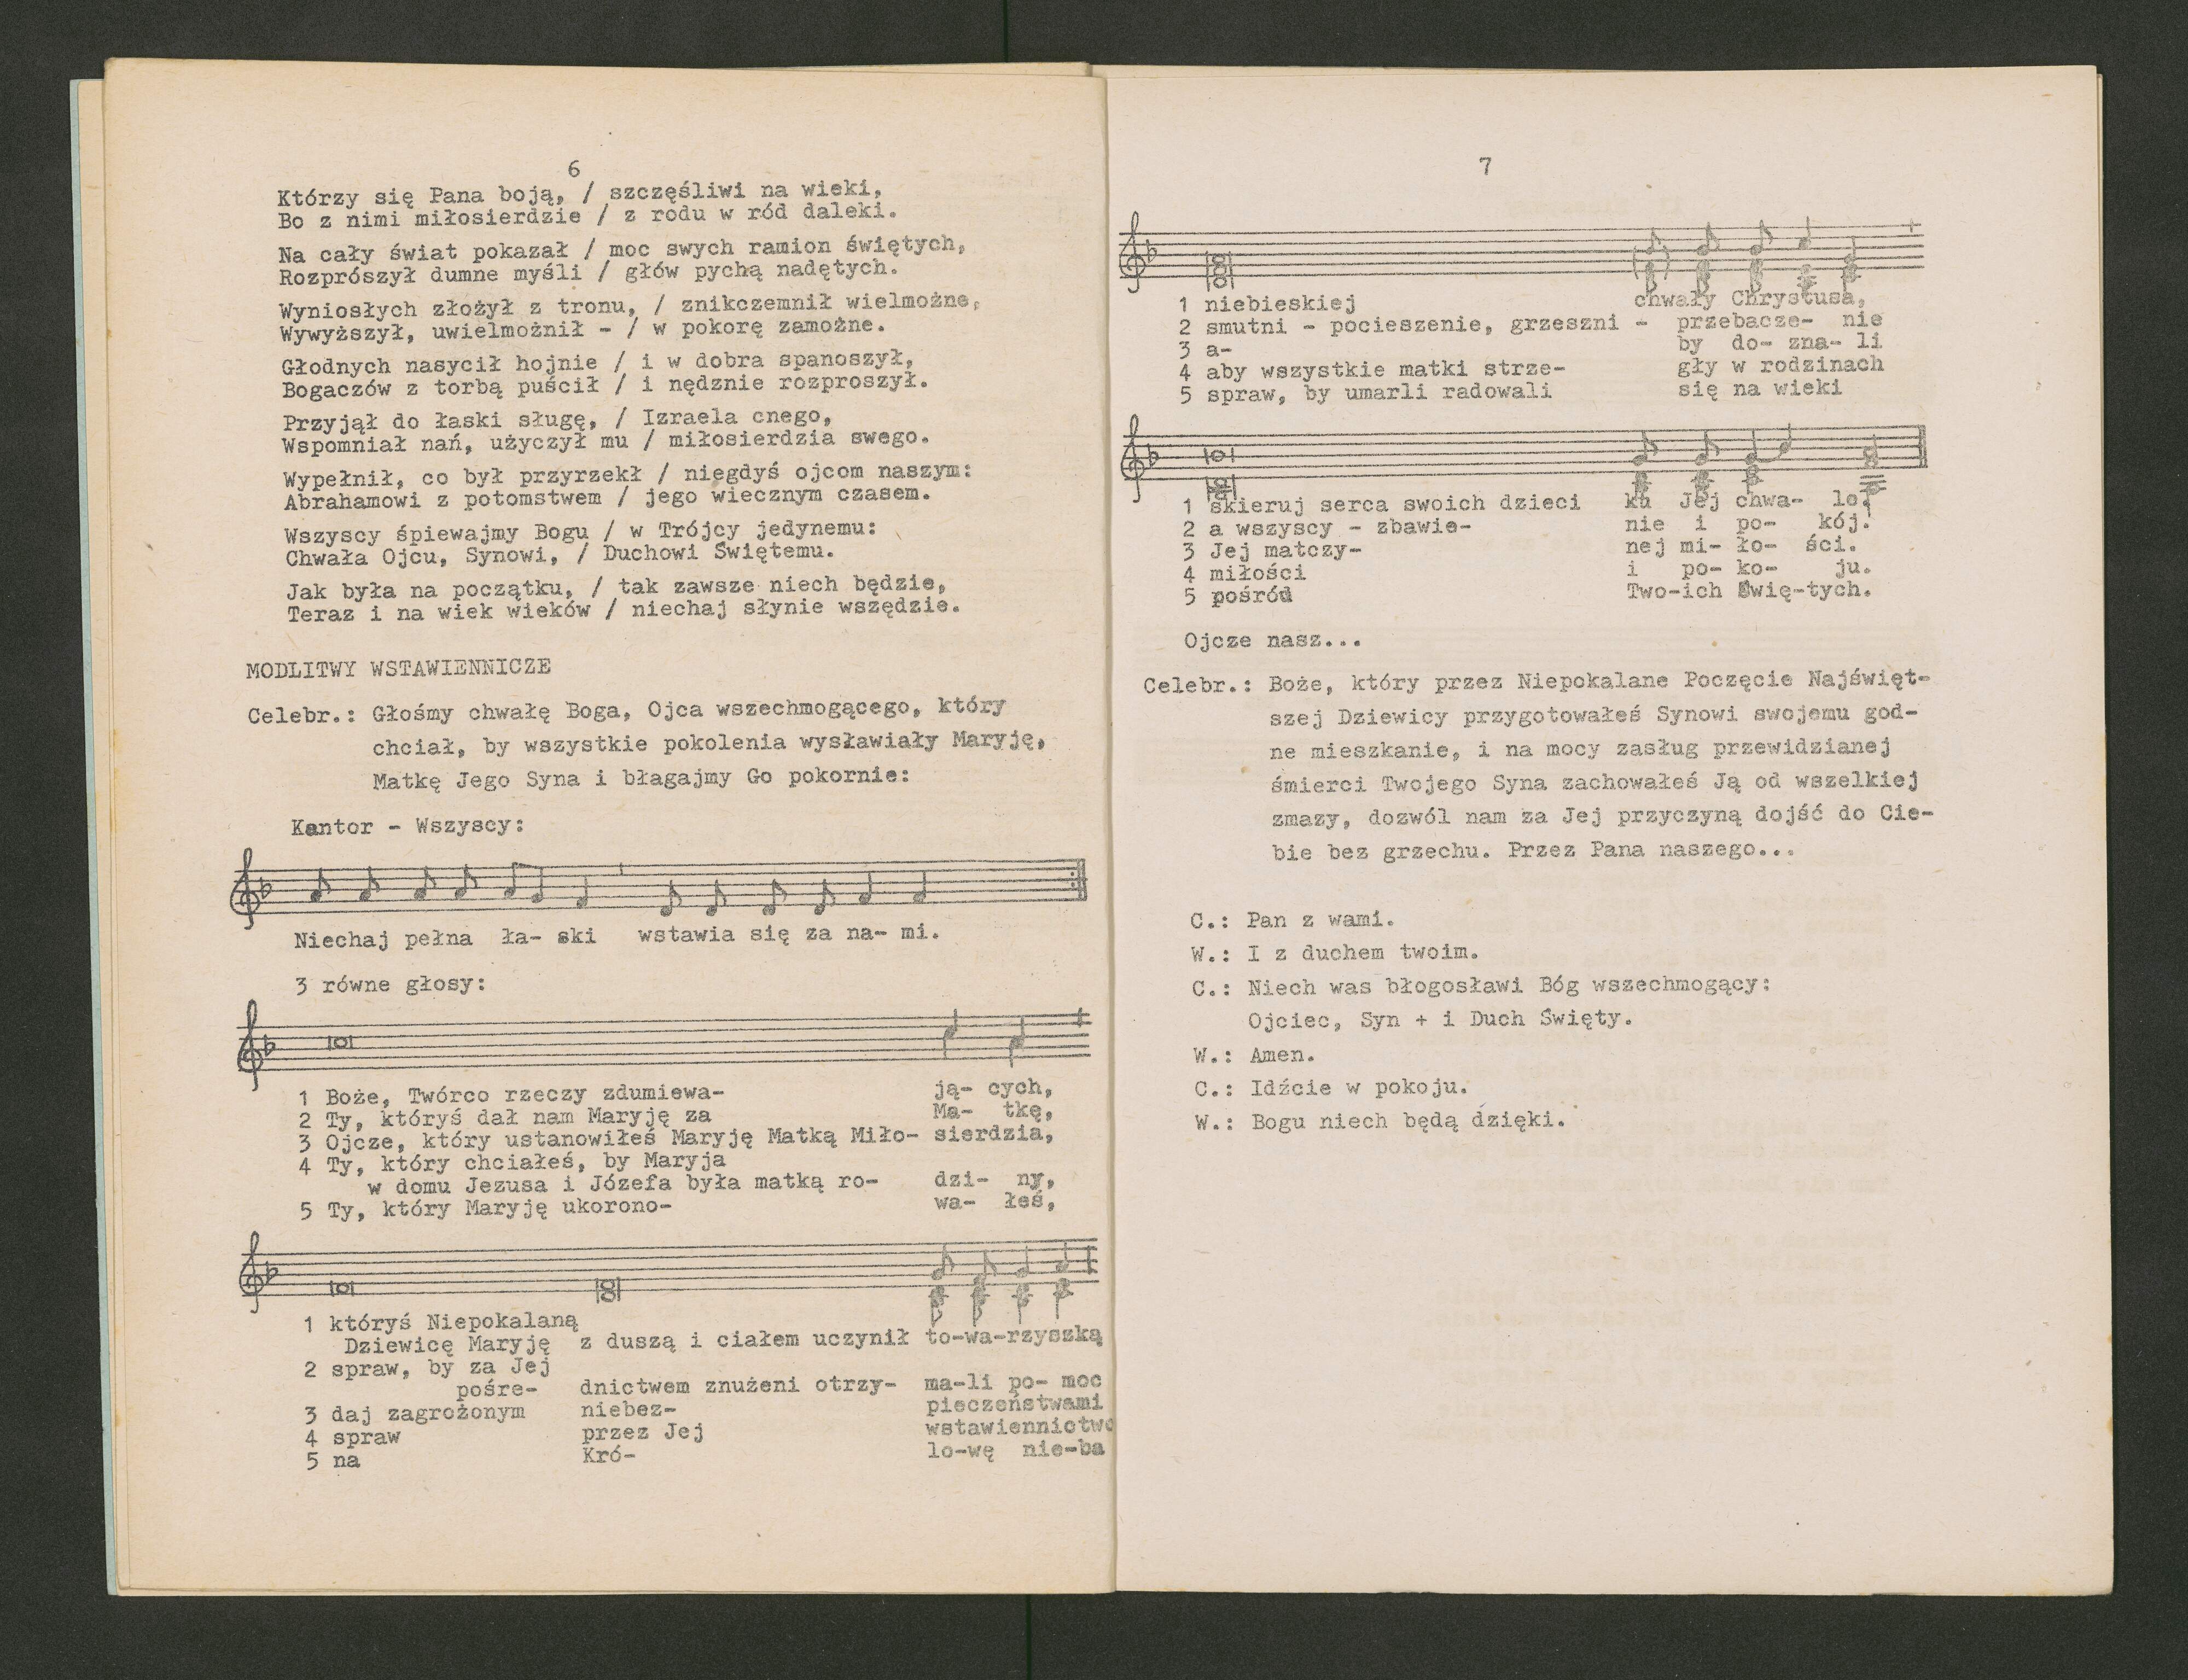 6
Którzy się Pana boją, / szczęśliwi na wieki,
Bo z nimi miłosierdzie / z rodu w ród daleki.
Na cały świat pokazał / moc swych ramion świętych,
Rozprószył dumne myśli / głów pychą nadętych.
Wyniosłych złożył z tronu, / znikczemnił wielmożne,
Wywyższył, uwielmożnił - / w pokorę zamożne.
Głodnych nasycił hojnie / i w dobra spanoszył,
Bogaczów z torbą puścił / i nędznie rozproszył.
Przyjął do łaski sługę, / Izraela cnego,
Wspomniał nań, użyczył mu / miłosierdzia swego.
Wypełnił, co był przyrzekł / niegdyś ojcom naszym:
Abrahamowi z potomstwem / jego wiecznym czasem.
Wszyscy śpiewajmy Bogu / w Trójcy jedynemu:
Chwała Ojcu, Synowi, / Duchowi Świętemu.
Jak była na początku, / tak zawsze niech będzie,
Teraz i na wiek wieków / niechaj słynie wszędzie.
MODLITWY WSTAWIENNICZE
Celebr.: Głośmy chwałę Boga, Ojca wszechmogącego, który
chciał, by wszystkie pokolenia wysławiały Maryję,
Matkę Jego Syna i błagajmy Go pokornie:
Kantor - Wszyscy:
Niechaj pełna ła- ski wstawia się za na- mi.
3 równe głosy:
1 Boże, Twórco rzeczy zdumiewa- ją- cych,
2 Ty, któryś dał nam Maryję za Ma- tkę,
3 Ojcze, który ustanowiłeś Maryję Matką Miło- sierdzia,
4 Ty, który chciałeś, by Maryja
w domu Jezusa i Józefa była matką ro- dzi- ny,
5 Ty, który Maryję ukorono- wa- łeś,
1 któryś Niepokalaną
Dziewicę Maryję z duszą i ciałem uczynił to-wa-rzyszką
2 spraw, by za Jej
pośre- dnictwem znużeni otrzy- ma-li po- moc
3 daj zagrożonym niebez- pieczeństwami
4 spraw przez Jej wstawiennictwo
5 na Kró- lo-wę nie-ba
7
1 niebieskiej chwały Chrystusa,
2 smutni - pocieszenie, grzeszni - przebacze- nie
3 a- by do- zna- li
4 aby wszystkie matki strze- gły w rodzinach
5 spraw, by umarli radowali się na wieki
1 skieruj serca swoich dzieci ku Jej chwa- le.
2 a wszyscy - zbawie- nie i po- kój.
3 Jej matczy- nej mi- ło- ści.
4 miłości i po- ko- ju.
5 pośród Two-ich Świę-tych.
Ojcze nasz...
Celebr.: Boże, który przez Niepokalane Poczęcie Najświęt-
szej Dziewicy przygotowałeś Synowi swojemu god-
ne mieszkanie, i na mocy zasług przewidzianej
śmierci Twojego Syna zachowałeś Ją od wszelkiej
zmazy, dozwól nam za Jej przyczyną dojść do Cie-
bie bez grzechu. Przez Pana naszego...
C.: Pan z wami.
W.: I z duchem twoim.
C.: Niech was błogosławi Bóg wszechmogący:
Ojciec, Syn + i Duch Święty.
W.: Amen.
C.: Idźcie w pokoju.
W.: Bogu niech będą dzięki.